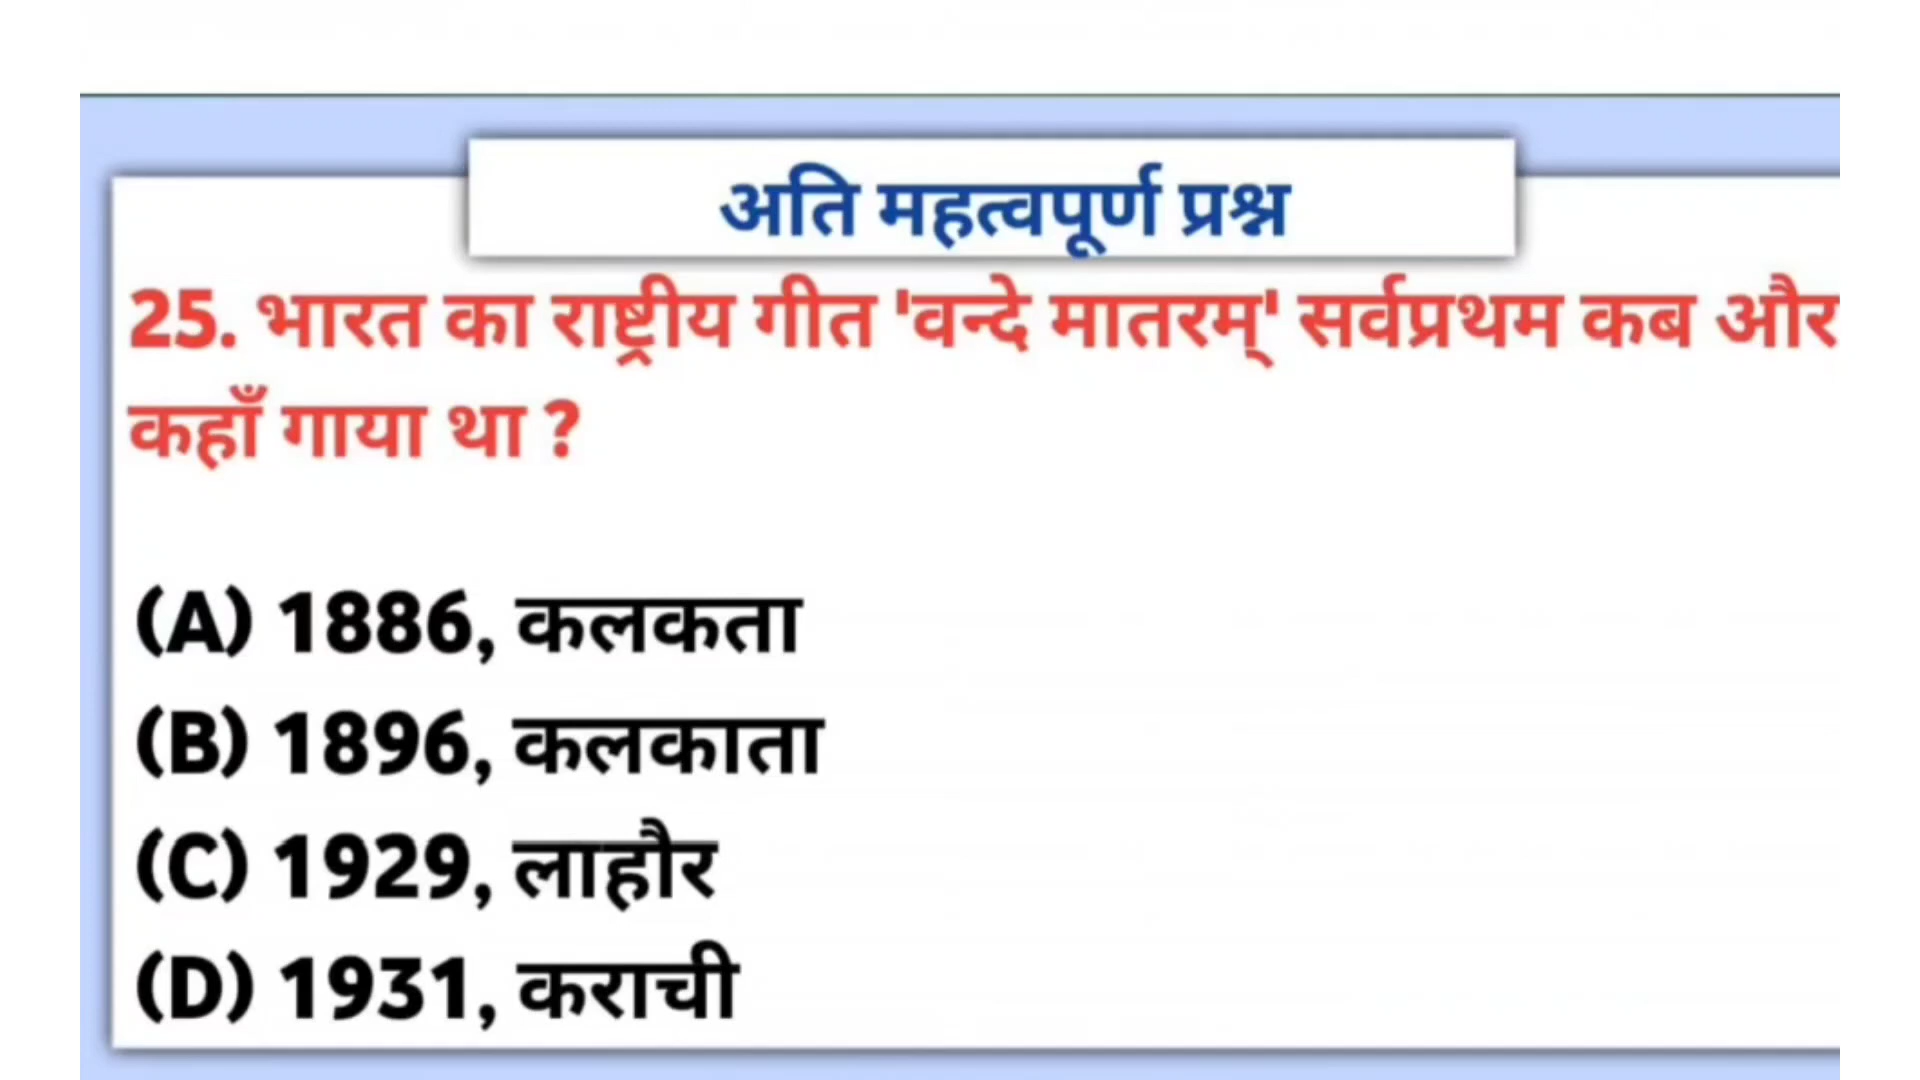 अति महत्वपूर्ण प्रश्न
25. भारत का राष्ट्रीय गीत 'वन्दे मातरम्' सर्वप्रथम कब और
कहाँ गाया था ?
(A) 1886, कलकता
(B) 1896, कलकाता
(C) 1929, लाहौर
(D) 1931, कराची